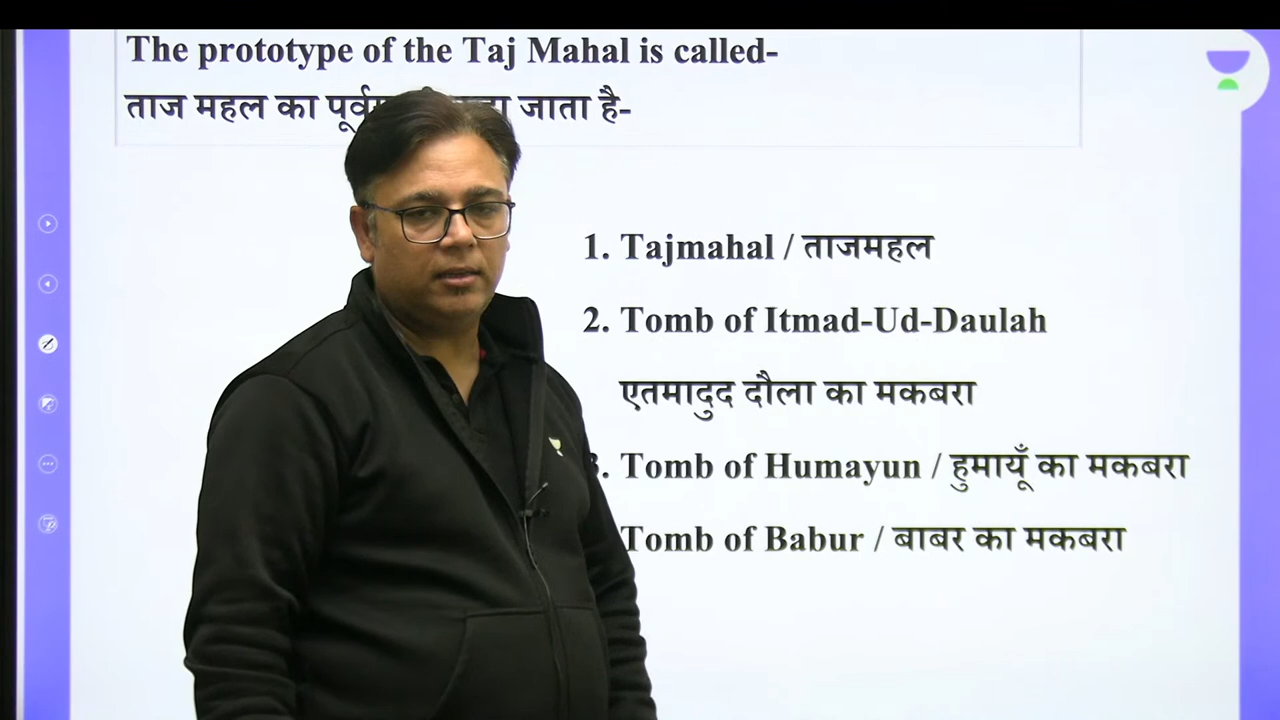 The prototype of the Taj Mahal is called-
ताज महल का जाता है-
1. Tajmahal / ताजमहल
2. Tomb of Itmad-Ud-Daulah
एतमादुद दौला का मकबरा
3. Tomb of Humayun / हुमायूँ का मकबरा
Tomb of Babur / बाबर का मकबरा